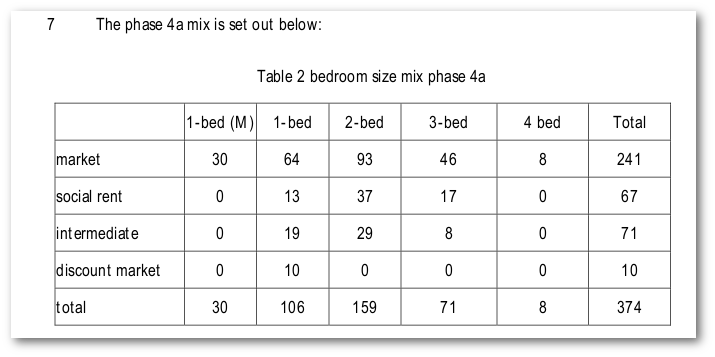 7 The phase 4a mix is set out below:
Table 2 bedroom size mix phase 4a
1-bed (M) 1-bed 2-bed 3-bed 4 bed Total
market 30 64 93 46 8 241
social rent 0 13 37 17 0 67
intermediate 0 19 29 8 0 71
discount market 0 10 0 0 0 10
total 30 106 159 71 8 374